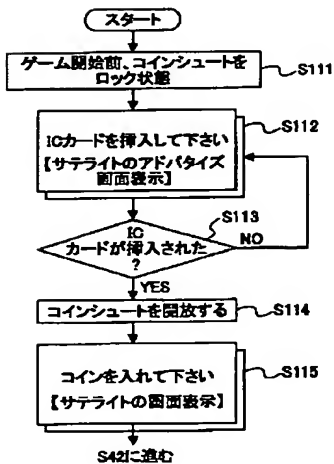 スタート
ゲーム開始前、コインシュートを
ロック状態
S111
ICカードを挿入して下さい
【サテライトのアドバタイズ
画面表示】
S112
IC
カードが挿入された
?
S113
NO
YES
コインシュートを開放する
S114
コインを入れて下さい
【サテライトの画面表示】
S115
S42に進む